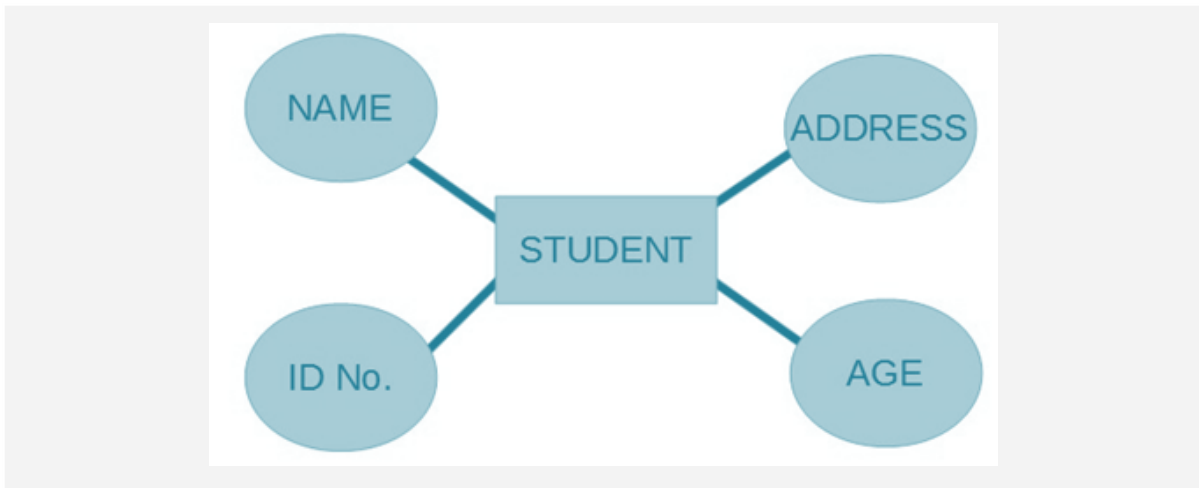 NAME
ADDRESS
STUDENT
ID No.
AGE